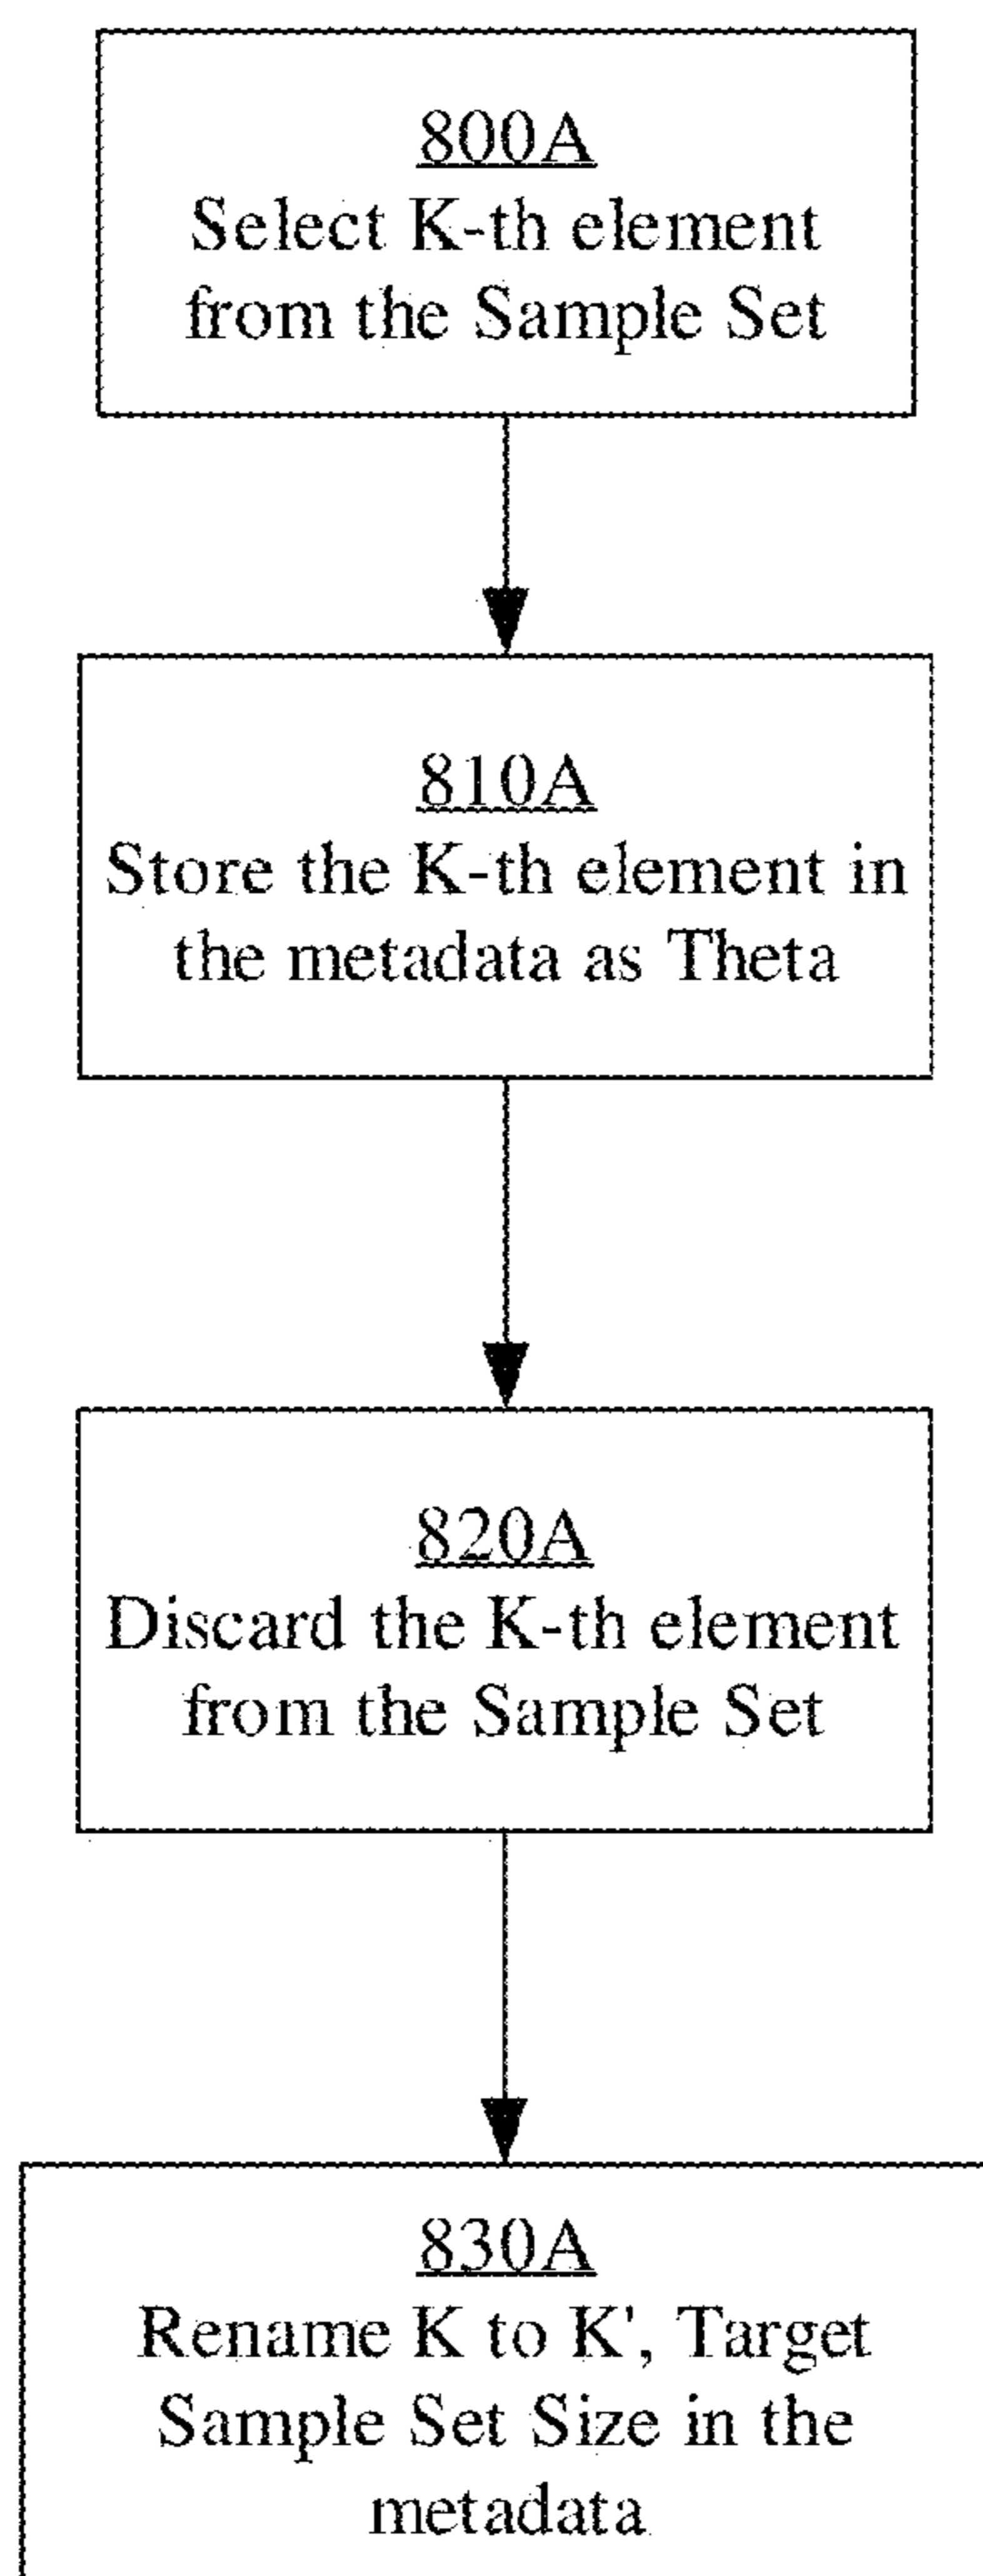 800A
Select K-th element
from the Sample Set
810A
Store the K-th element in
the metadata as Theta
820A
Discard the K-th element
from the Sample Set
830A
Rename K to K', Target
Sample Set Size in the
metadata